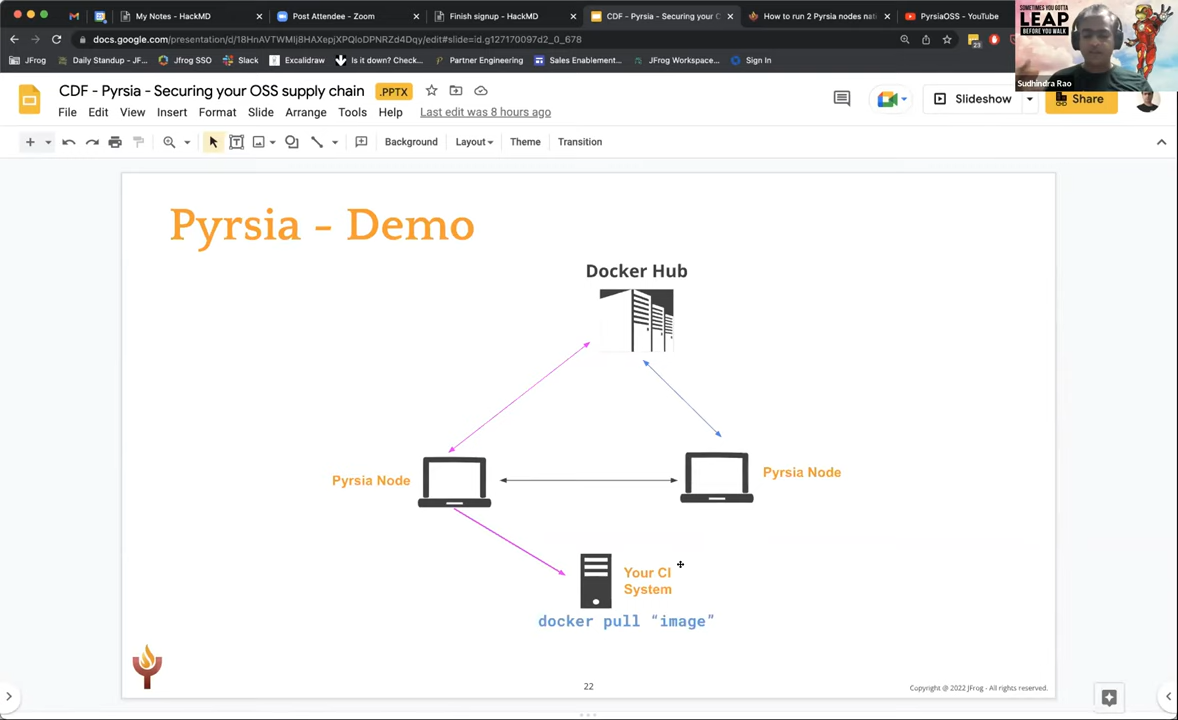 My Notes - HackMD
Post Attendee - Zoom
Finish signup - HackMD
CDF - Pyrsia - Securing your C
How to run 2 Pyrsia nodes nat
PyrsiaOSS - YouTube
docs.google.com/presentation/d/18HnAVTWMIj8HAXepjXPQloDPNRZd4Dqy/edit#slide=id.g127170097d2_0_678
23
JFrog
Daily Standup - JF...
Jfrog SSO
Slack
Excalidraw
Is it down? Check...
Partner Engineering
Sales Enablement...
JFrog Workspace...
Sign In
SOMETIMES YOU GOTTA
LEAP
BEFORE YOU WALK
Sudhindra Rao
CDF - Pyrsia - Securing your OSS supply chain
.PPTX
Slideshow
Share
File Edit View Insert Format Slide Arrange Tools Help
Last edit was 8 hours ago
Background
Layout
Theme
Transition
Pyrsia - Demo
Docker Hub
Pyrsia Node
Pyrsia Node
Your CI
System
docker pull “image”
22
Copyright @ 2022 JFrog - All rights reserved.